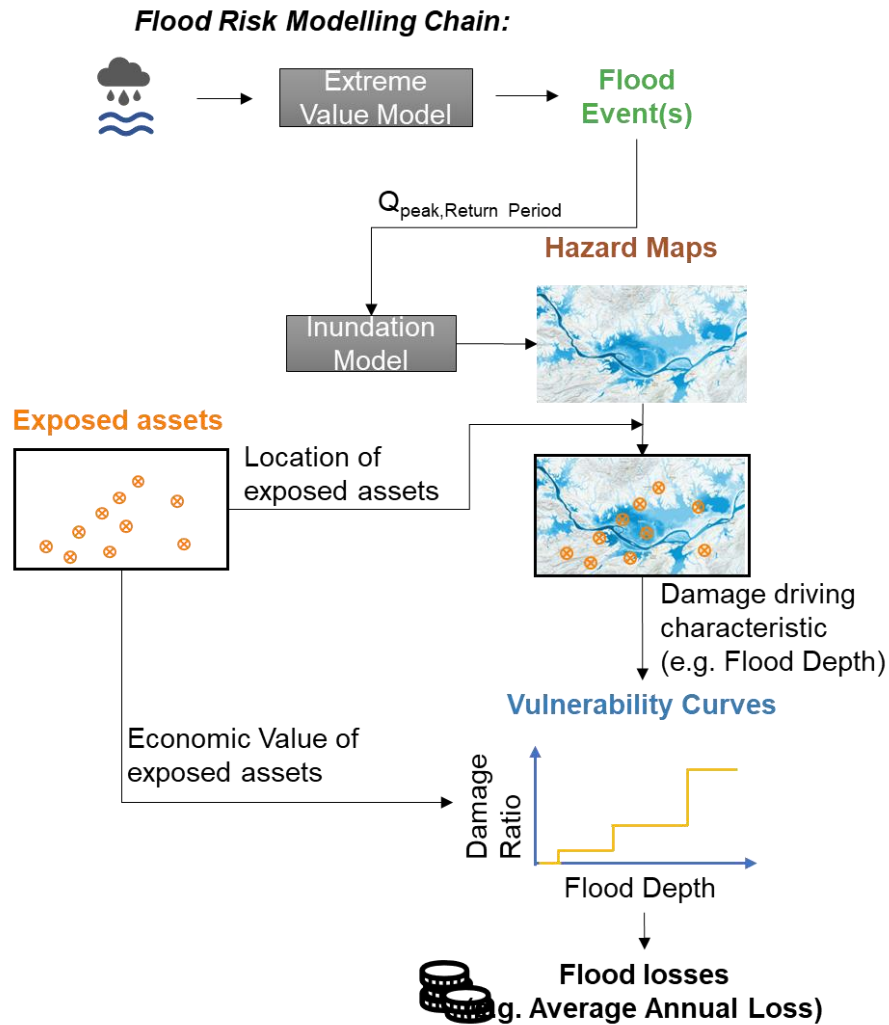 Flood Risk Modelling Chain:
Extreme
Value Model
Flood
Event(s)
Qpeak,Return Period
Hazard Maps
Inundation
Model
Exposed assets
Location of
exposed assets
Damage driving
characteristic
(e.g. Flood Depth)
Vulnerability Curves
Economic Value of
exposed assets
Damage
Ratio
Flood Depth
Flood losses
e.g. Average Annual Loss)